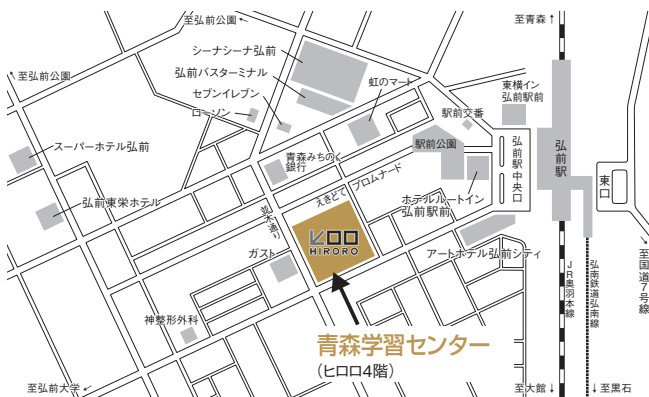 至弘前公園
至青森
シーナシーナ弘前
至弘前公園
弘前バスターミナル
虹のマート
東横イン
弘前駅前
セブンイレブン
ローソン
駅前交番
スーパーホテル弘前
駅前公園
弘前駅中央口
弘前駅
青森みちのく
銀行
東口
えきどてプロムナード
ホテルルートイン
弘前駅前
弘前東栄ホテル
並木通り
ヒロロ
HIRORO
ガスト
アートホテル弘前シティ
至国道7号線
JR奥羽本線
弘南鉄道弘南線
神整形外科
青森学習センター
(ヒロロ4階)
至弘前大学
至大館
至黒石